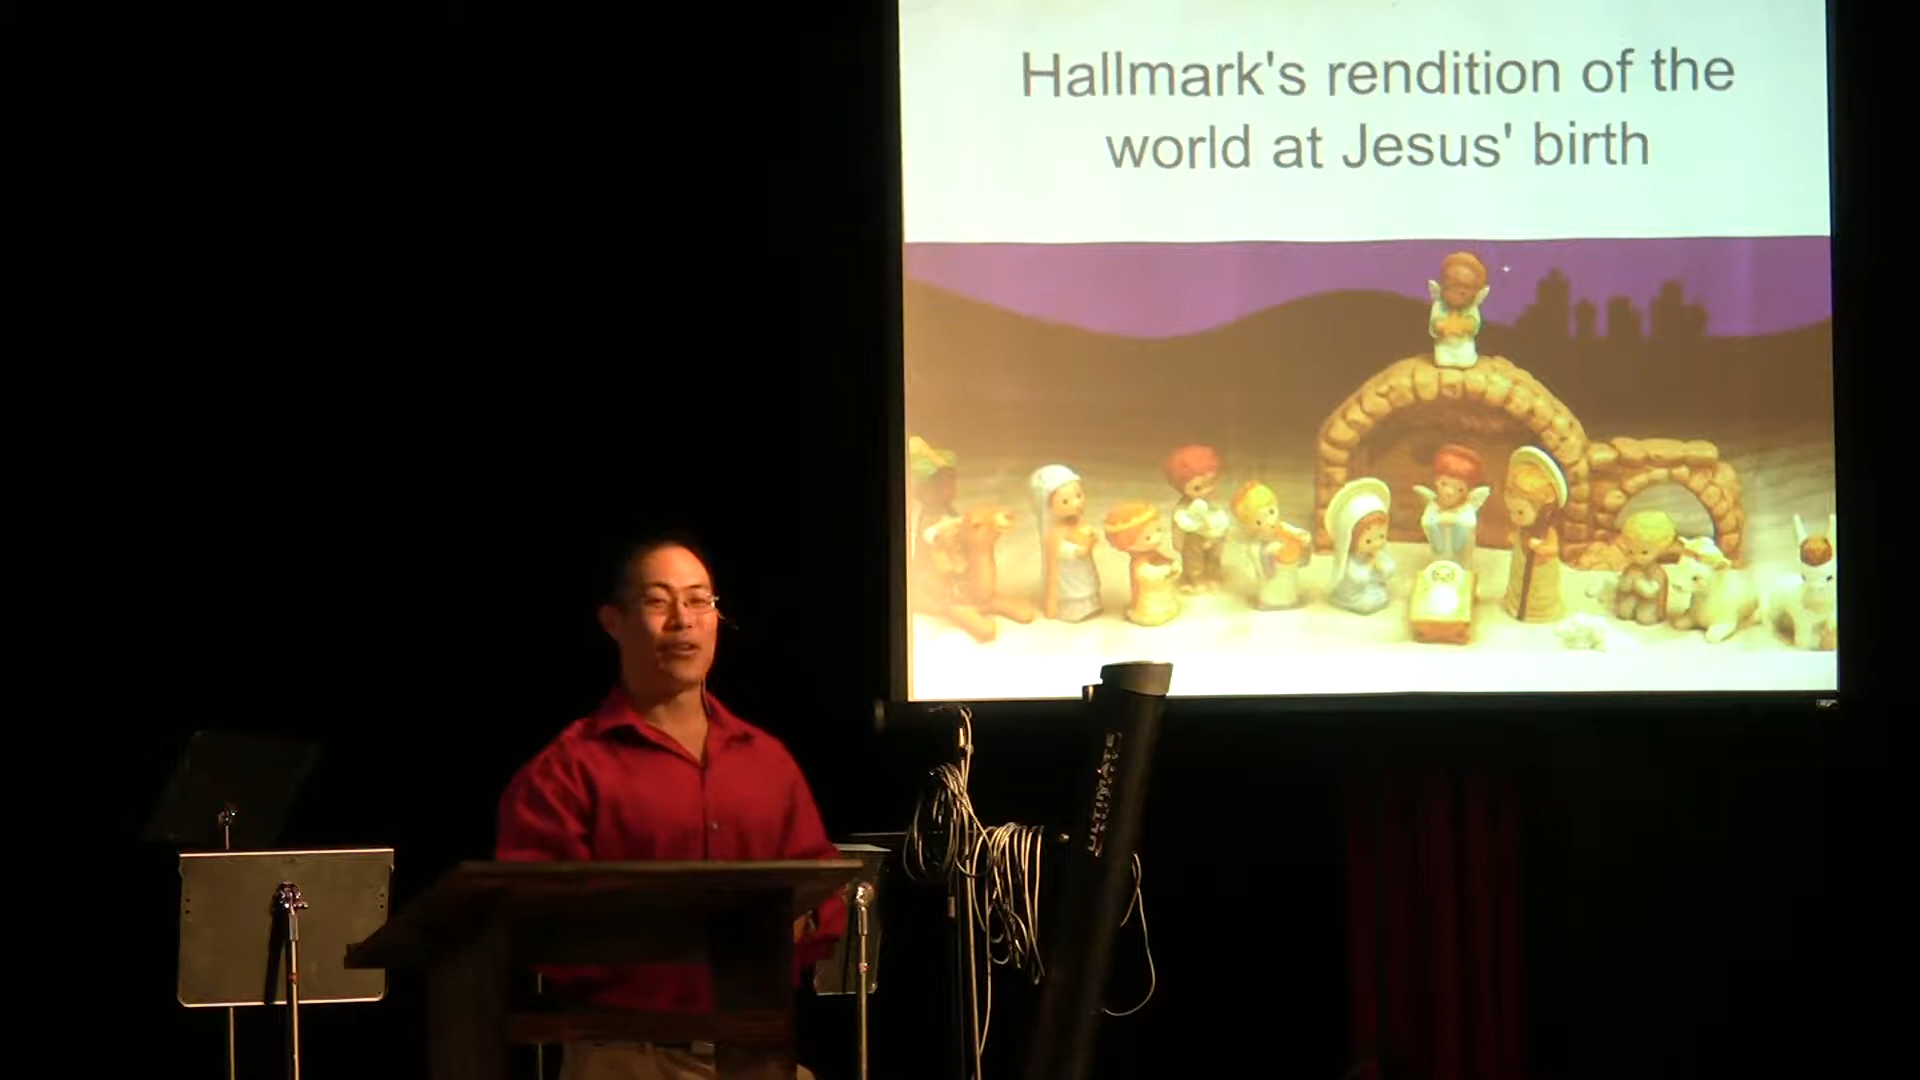 Hallmark's rendition of the
world at Jesus' birth